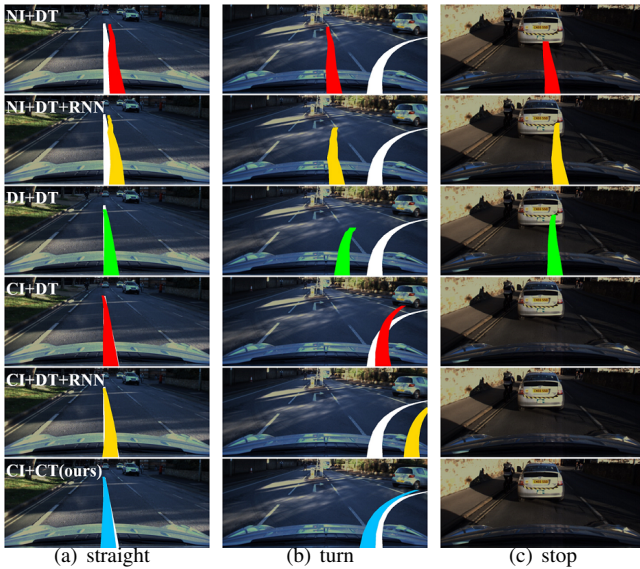 NI+DT
NI+DT+RNN
DI+DT
CI+DT
CI+DT+RNN
CI+CT(ours)
(a) straight
(b) turn
(c) stop